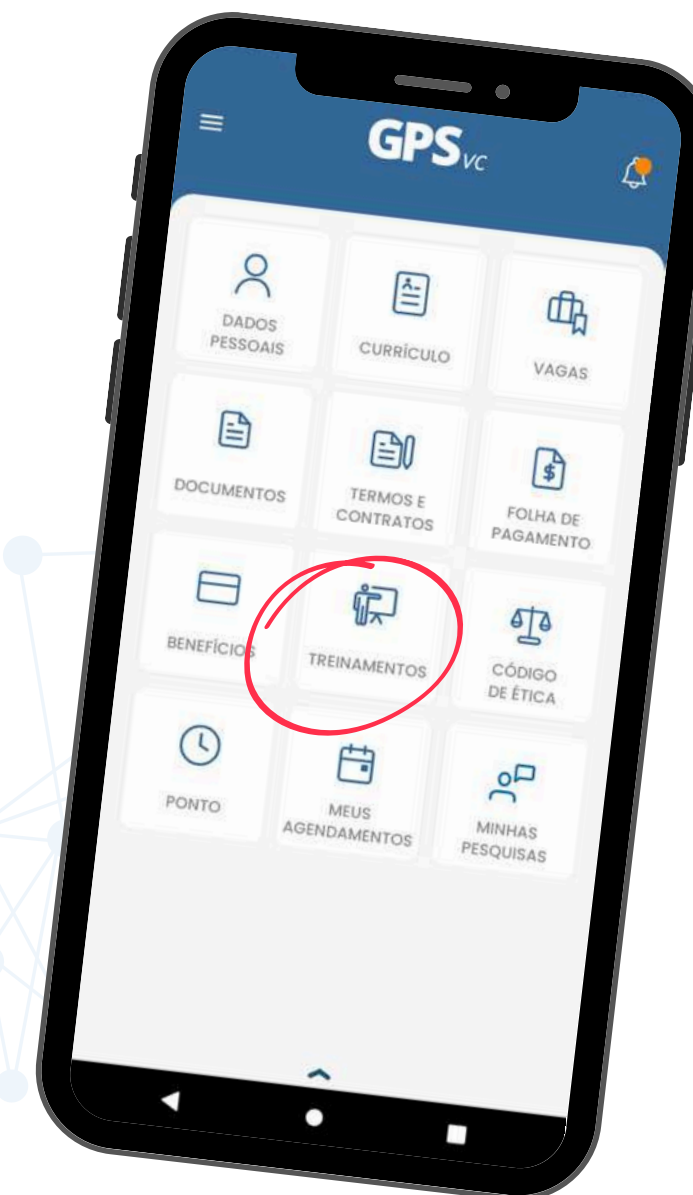 GPS vc
DADOS
PESSOAIS
CURRÍCULO
VAGAS
DOCUMENTOS
TERMOS E
CONTRATOS
FOLHA DE
PAGAMENTO
BENEFÍCIOS
TREINAMENTOS
CÓDIGO
DE ÉTICA
PONTO
MEUS
AGENDAMENTOS
MINHAS
PESQUISAS